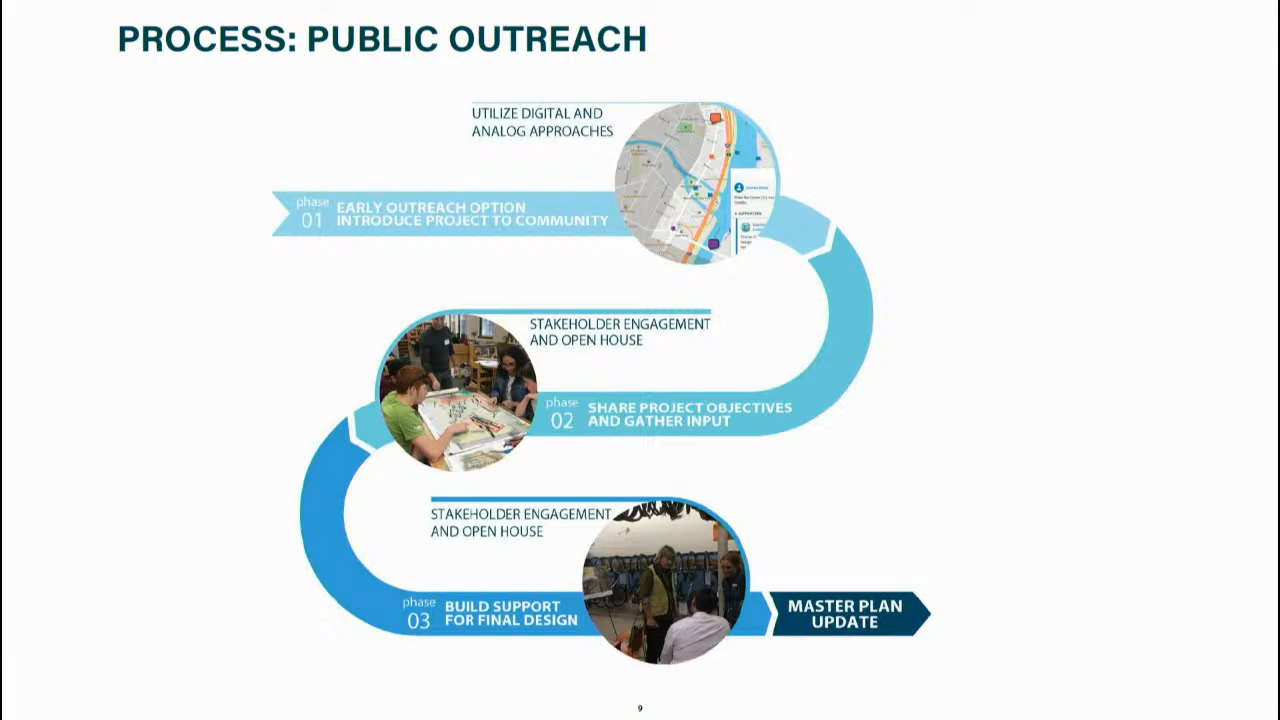 PROCESS: PUBLIC OUTREACH
UTILIZE DIGITAL AND
ANALOG APPROACHES
phase
01
EARLY OUTREACH OPTION
INTRODUCE PROJECT TO COMMUNITY
STAKEHOLDER ENGAGEMENT
AND OPEN HOUSE
phase
02
SHARE PROJECT OBJECTIVES
AND GATHER INPUT
STAKEHOLDER ENGAGEMENT
AND OPEN HOUSE
phase
03
BUILD SUPPORT
FOR FINAL DESIGN
MASTER PLAN
UPDATE
9